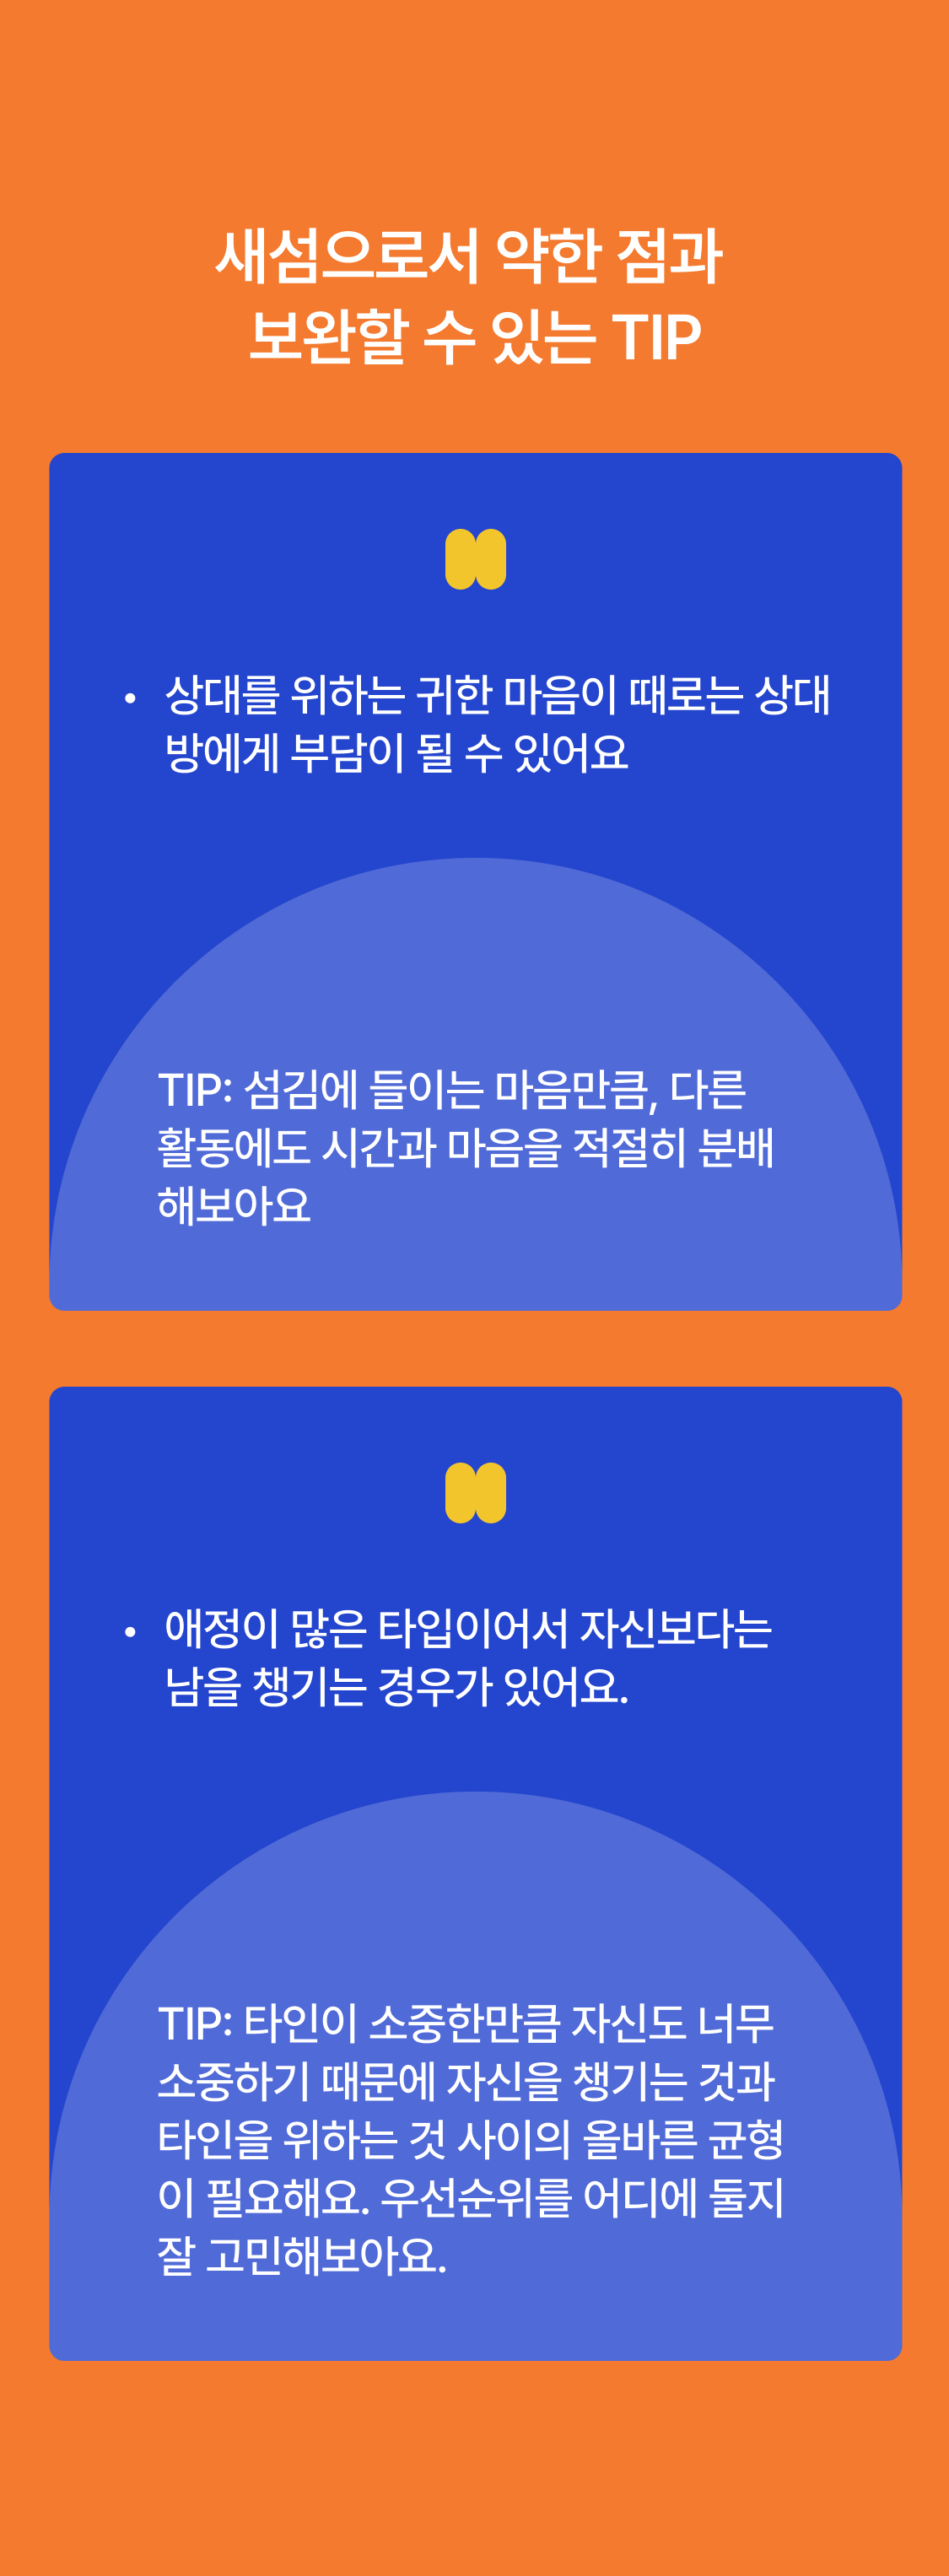 새섬으로서 약한 점과
보완할 수 있는 TIP
• 상대를 위하는 귀한 마음이 때로는 상대
방에게 부담이 될 수 있어요
TIP: 섬김에 들이는 마음만큼, 다른
활동에도 시간과 마음을 적절히 분배
해보아요
• 애정이 많은 타입이어서 자신보다는
남을 챙기는 경우가 있어요.
TIP: 타인이 소중한만큼 자신도 너무
소중하기 때문에 자신을 챙기는 것과
타인을 위하는 것 사이의 올바른 균형
이 필요해요. 우선순위를 어디에 둘지
잘 고민해보아요.